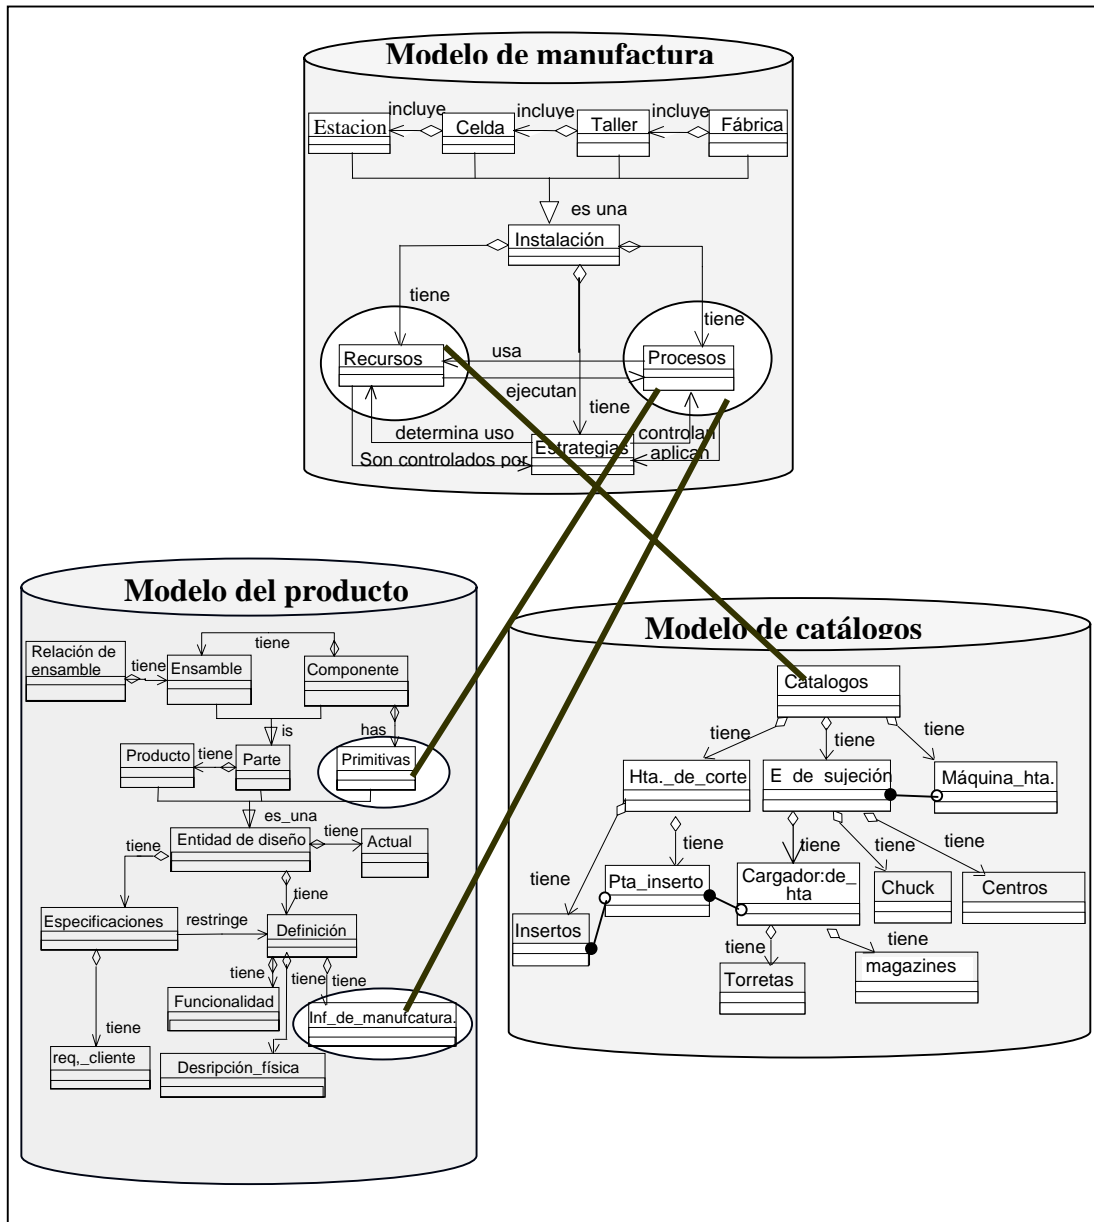 Modelo de manufactura
incluye
incluye
incluye
Estacion
Celda
Taller
Fábrica
es una
Instalación
tiene
tiene
Recursos
usa
Procesos
ejecutan
tiene
determina uso
Estrategias
controlan
Son controlados por
aplican
Modelo del producto
Relación de
ensamble
tiene
tiene
Ensamble
Componente
is
has
Producto
tiene
Parte
Primitivas
es_una
tiene
Entidad de diseño
tiene
Actual
tiene
Especificaciones
restringe
Definición
tiene
tiene
tiene
Funcionalidad
Inf_de_manufcatura.
tiene
req,_cliente
Desripción_física
Modelo de catálogos
Catalogos
tiene
tiene
tiene
Hta._de_corte
E_de_sujeción
Máquina_hta.
tiene
tiene
tiene
tiene
tiene
Pta_inserto
Cargador:de_
hta
Chuck
Centros
Insertos
tiene
tiene
Torretas
magazines